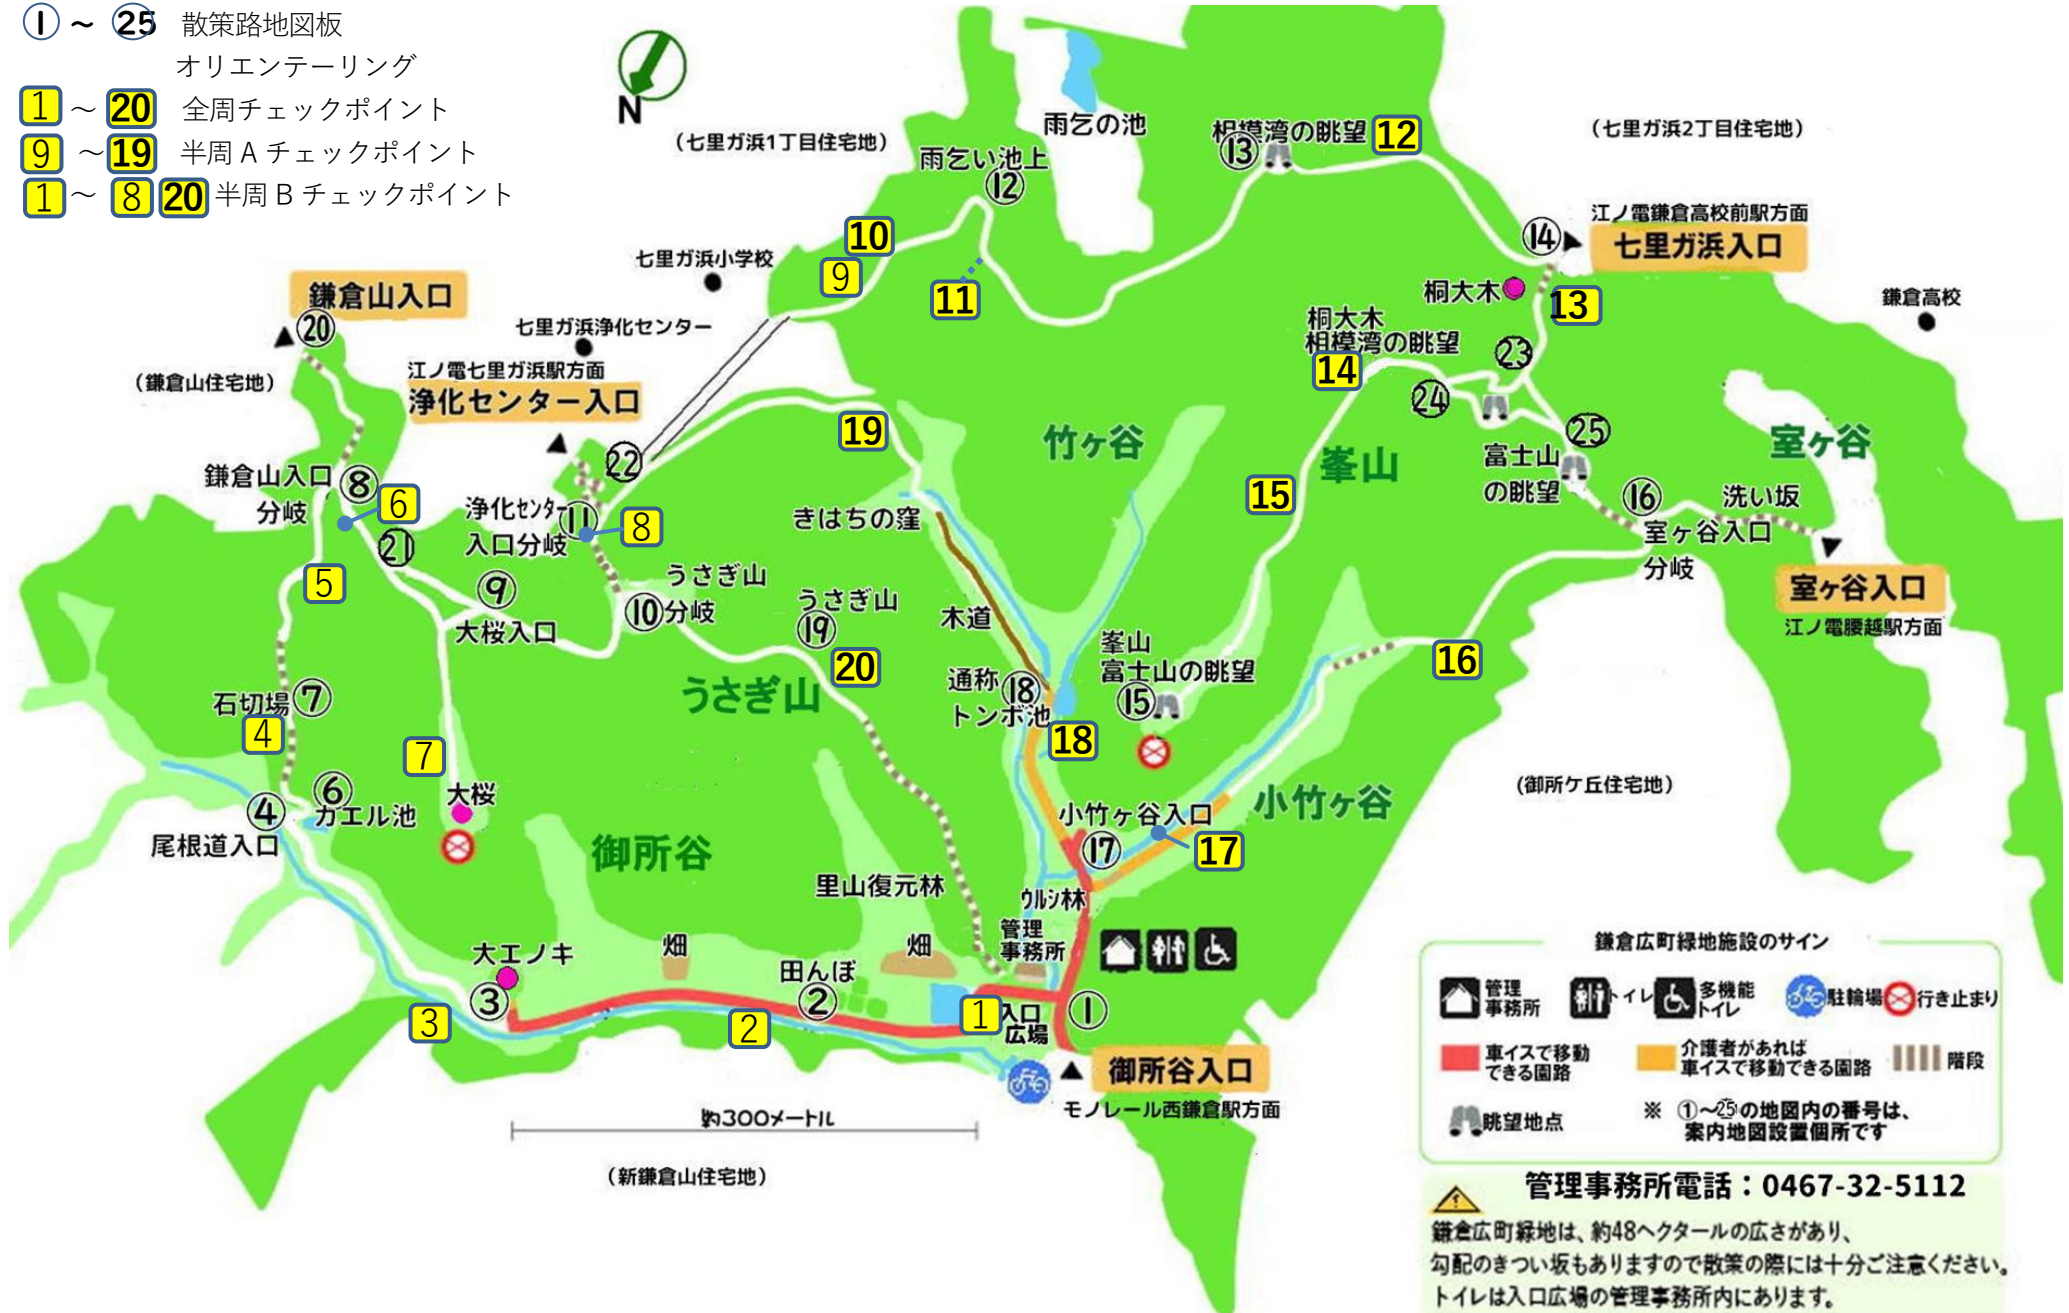 ① ～ ㉕ 散策路地図板
オリエンテーリング
1 ～ 20 全周チェックポイント
9 ～ 19 半周 A チェックポイント
1 ～ 8 20 半周 B チェックポイント
N
(七里ガ浜1丁目住宅地)
雨乞の池
雨乞い池上
⑫
相模湾の眺望
⑬
12
(七里ガ浜2丁目住宅地)
江ノ電鎌倉高校前駅方面
⑭
七里ガ浜入口
10
9
11
七里ガ浜小学校
鎌倉山入口
⑳
七里ガ浜浄化センター
江ノ電七里ガ浜駅方面
浄化センター入口
(鎌倉山住宅地)
桐大木
13
鎌倉高校
桐大木
相模湾の眺望
14
㉓
㉔
㉕
富士山
の眺望
19
竹ヶ谷
峯山
室ヶ谷
15
⑯
洗い坂
室ヶ谷入口
分岐
室ヶ谷入口
江ノ電腰越駅方面
㉒
鎌倉山入口
分岐
⑧
6
㉑
5
浄化センター
入口分岐
⑪
8
きはちの窪
⑨
大桜入口
うさぎ山
分岐
⑩
うさぎ山
⑲
20
うさぎ山
木道
通称
トンボ池
⑱
18
峯山
富士山の眺望
⑮
16
石切場
⑦
4
7
大桜
⑥
カエル池
④
尾根道入口
御所谷
小竹ヶ谷入口
⑰
17
小竹ヶ谷
(御所ケ丘住宅地)
里山復元林
ウルシ林
管理
事務所
大エノキ
③
畑
田んぼ
②
畑
3
2
1
入口
広場
①
御所谷入口
モノレール西鎌倉駅方面
約300メートル
(新鎌倉山住宅地)
鎌倉広町緑地施設のサイン
管理
事務所
トイレ
多機能
トイレ
駐輪場
行き止まり
車イスで移動
できる園路
介護者があれば
車イスで移動できる園路
階段
眺望地点
※ ①～㉕の地図内の番号は、
案内地図設置個所です
管理事務所電話：0467-32-5112
鎌倉広町緑地は、約48ヘクタールの広さがあり、
勾配のきつい坂もありますので散策の際には十分ご注意ください。
トイレは入口広場の管理事務所内にあります。